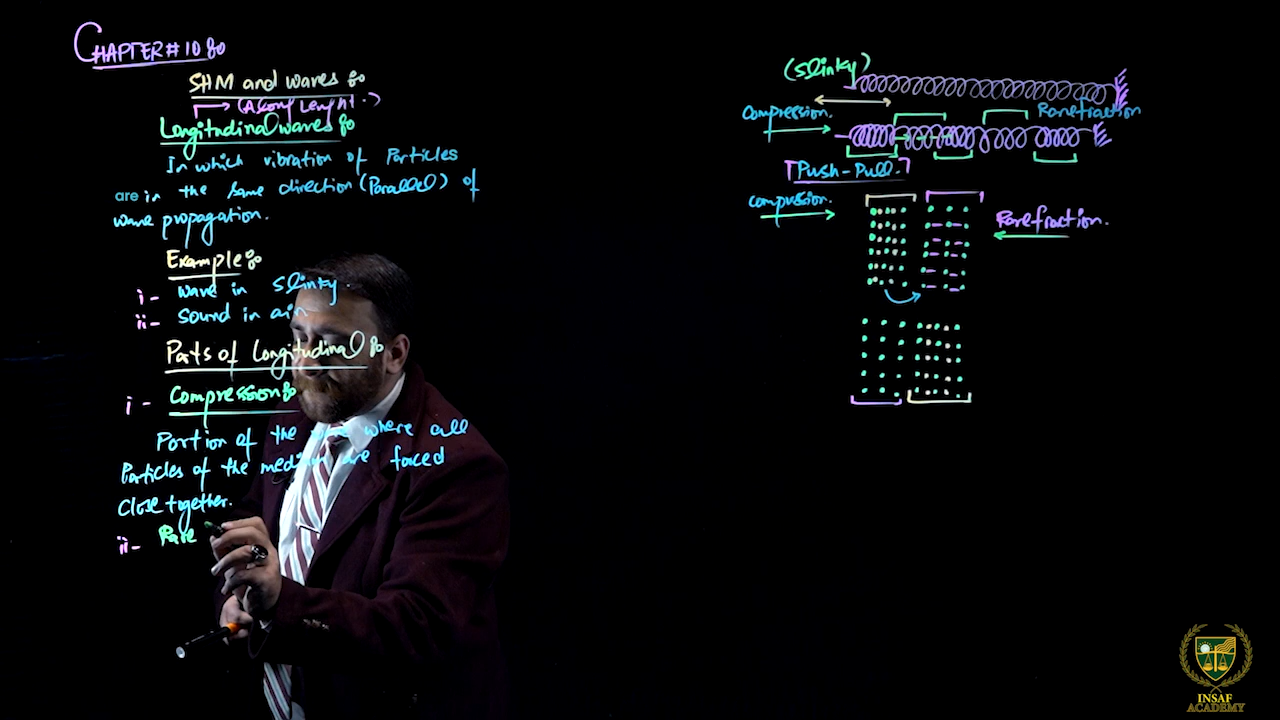 CHAPTER # 10 :-
SHM and waves :-
(Along Lenght.)
Longitudinal waves :-
In which vibration of Particles
are in the same direction (Parallel) of
wave propagation.
Example :-
i- wave in slinky.
ii- sound in air
Parts of Longitudinal :-
i- Compression :-
Portion of the where all
Particles of the medium are forced
close together.
ii- Rare
(slinky)
Compression.
Rarefraction
Push-Pull.
compression.
Rarefraction.
INSAF
ACADEMY